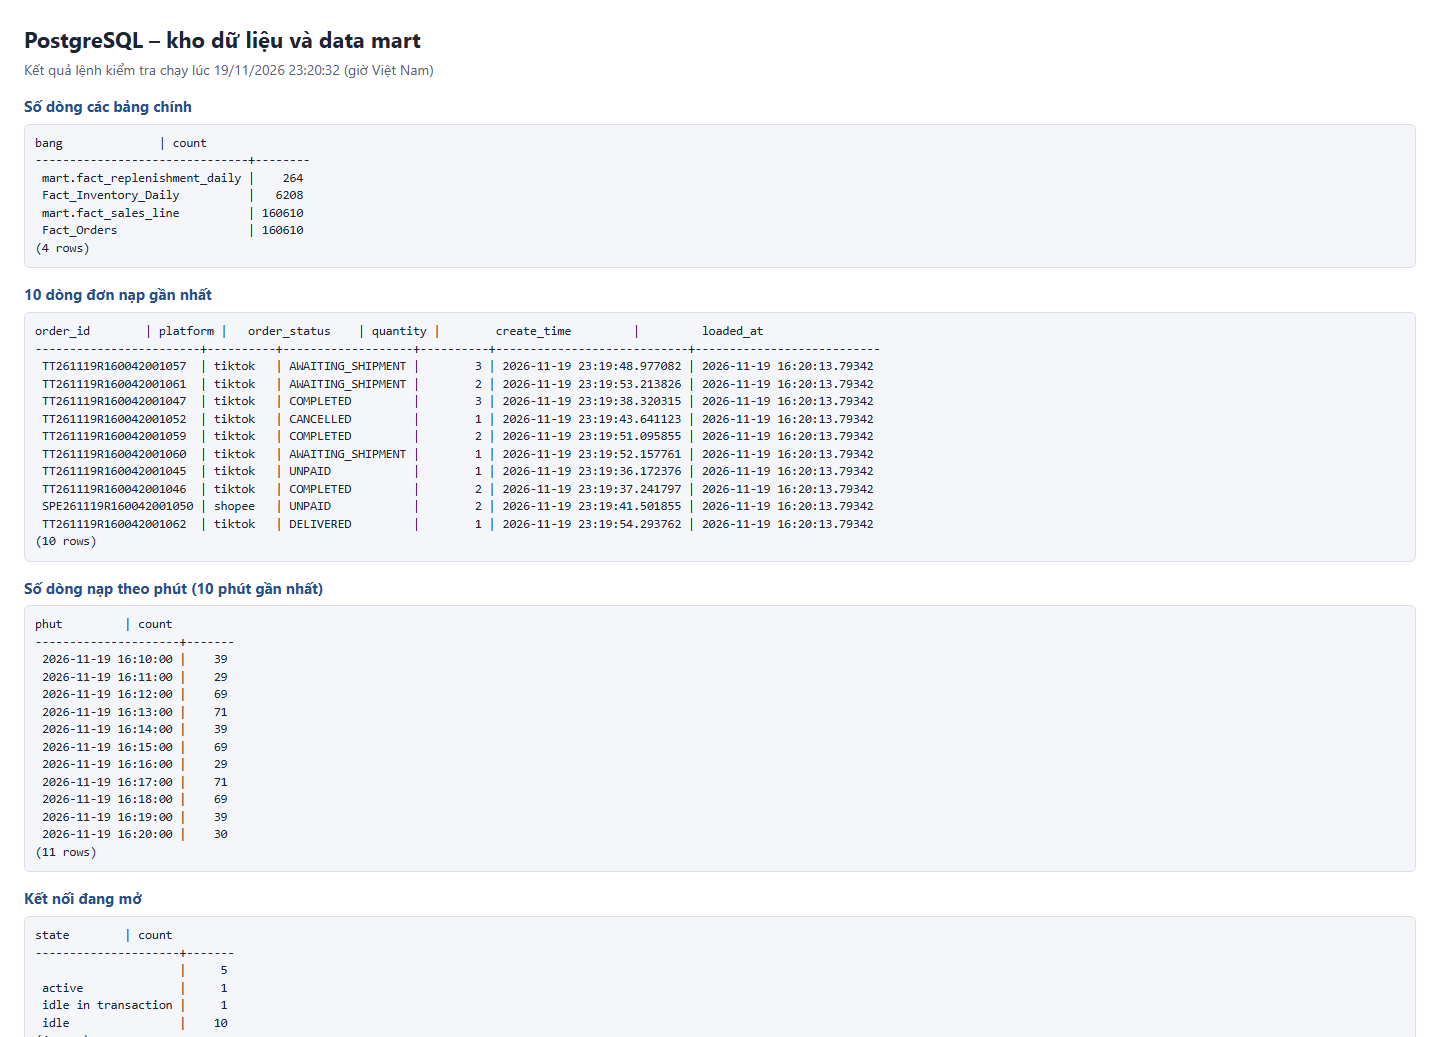 PostgreSQL – kho dữ liệu và data mart
Kết quả lệnh kiểm tra chạy lúc 19/11/2026 23:20:32 (giờ Việt Nam)
Số dòng các bảng chính
bang              | count
-------------------------------+--------
 mart.fact_replenishment_daily |    264
 Fact_Inventory_Daily          |   6208
 mart.fact_sales_line          | 160610
 Fact_Orders                   | 160610
(4 rows)
10 dòng đơn nạp gần nhất
order_id        | platform |   order_status    | quantity |        create_time         |         loaded_at
------------------------+----------+-------------------+----------+----------------------------+---------------------------
 TT261119R160042001057  | tiktok   | AWAITING_SHIPMENT |        3 | 2026-11-19 23:19:48.977082 | 2026-11-19 16:20:13.79342
 TT261119R160042001061  | tiktok   | AWAITING_SHIPMENT |        2 | 2026-11-19 23:19:53.213826 | 2026-11-19 16:20:13.79342
 TT261119R160042001047  | tiktok   | COMPLETED         |        3 | 2026-11-19 23:19:38.320315 | 2026-11-19 16:20:13.79342
 TT261119R160042001052  | tiktok   | CANCELLED         |        1 | 2026-11-19 23:19:43.641123 | 2026-11-19 16:20:13.79342
 TT261119R160042001059  | tiktok   | COMPLETED         |        2 | 2026-11-19 23:19:51.095855 | 2026-11-19 16:20:13.79342
 TT261119R160042001060  | tiktok   | AWAITING_SHIPMENT |        1 | 2026-11-19 23:19:52.157761 | 2026-11-19 16:20:13.79342
 TT261119R160042001045  | tiktok   | UNPAID            |        1 | 2026-11-19 23:19:36.172376 | 2026-11-19 16:20:13.79342
 TT261119R160042001046  | tiktok   | COMPLETED         |        2 | 2026-11-19 23:19:37.241797 | 2026-11-19 16:20:13.79342
 SPE261119R160042001050 | shopee   | UNPAID            |        2 | 2026-11-19 23:19:41.501855 | 2026-11-19 16:20:13.79342
 TT261119R160042001062  | tiktok   | DELIVERED         |        1 | 2026-11-19 23:19:54.293762 | 2026-11-19 16:20:13.79342
(10 rows)
Số dòng nạp theo phút (10 phút gần nhất)
phut         | count
---------------------+-------
 2026-11-19 16:10:00 |    39
 2026-11-19 16:11:00 |    29
 2026-11-19 16:12:00 |    69
 2026-11-19 16:13:00 |    71
 2026-11-19 16:14:00 |    39
 2026-11-19 16:15:00 |    69
 2026-11-19 16:16:00 |    29
 2026-11-19 16:17:00 |    71
 2026-11-19 16:18:00 |    69
 2026-11-19 16:19:00 |    39
 2026-11-19 16:20:00 |    30
(11 rows)
Kết nối đang mở
state        | count
---------------------+-------
                     |     5
 active              |     1
 idle in transaction |     1
 idle                |    10